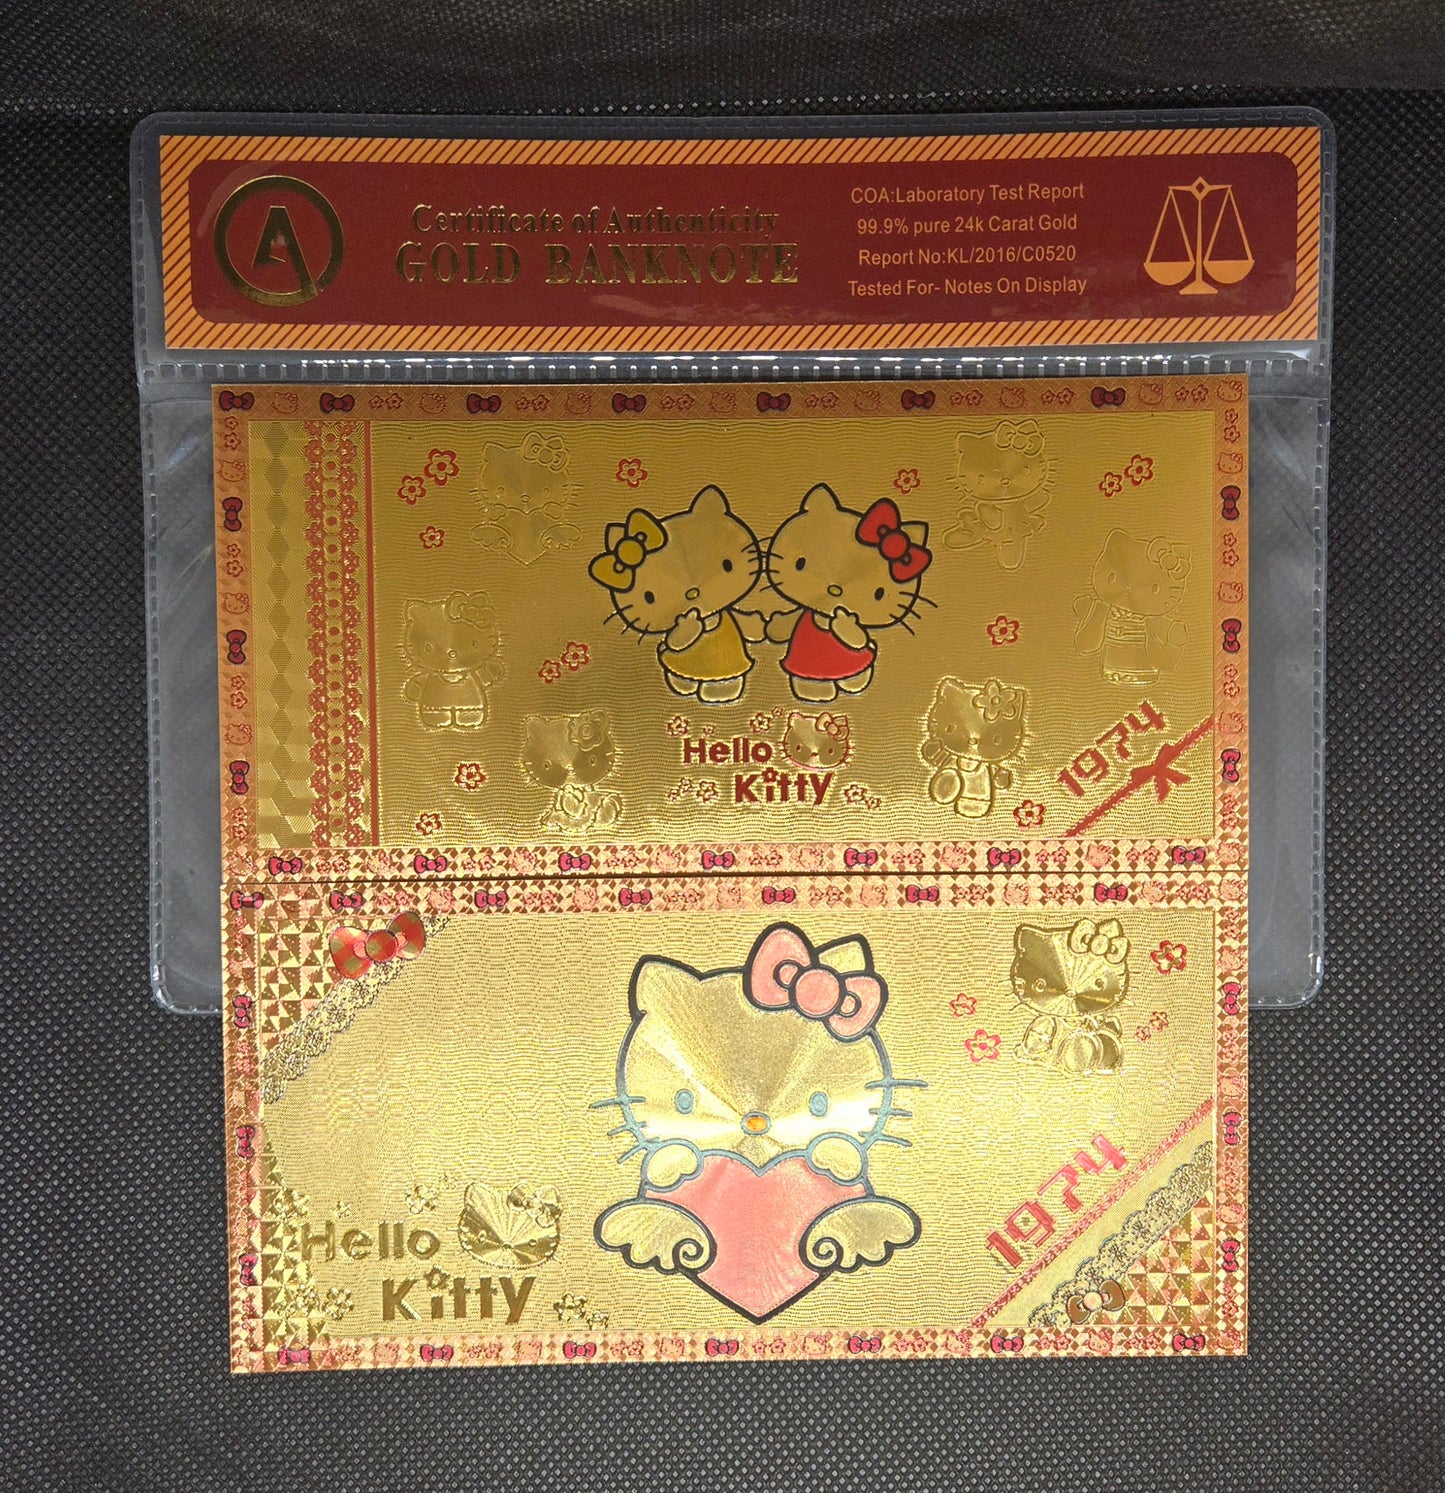 Certificate of Authenticity
GOLD BANKNOTE
COA:Laboratory Test Report
99.9% pure 24k Carat Gold
Report No:KL/2016/C0520
Tested For- Notes On Display
Hello
Kitty
1974
Hello
Kitty
1974